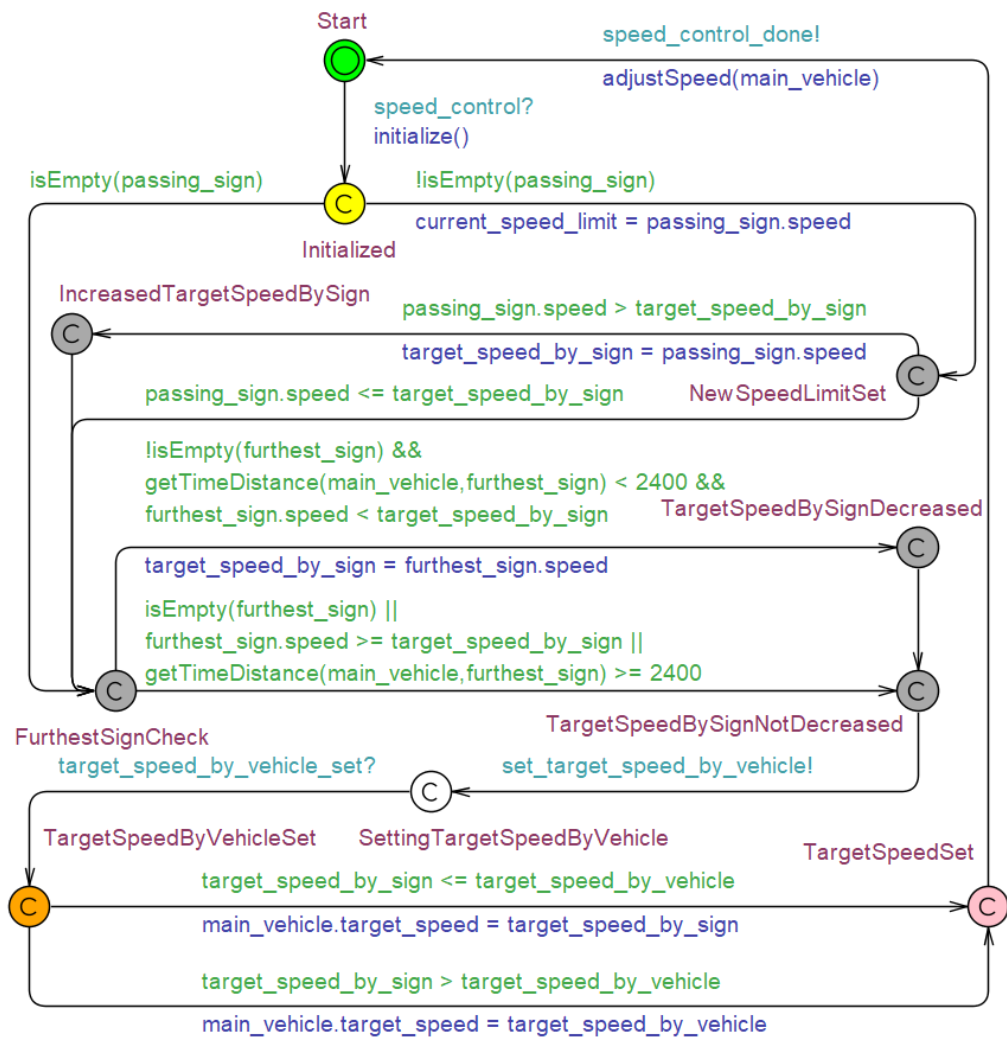 Start
speed_control_done!
adjustSpeed(main_vehicle)
speed_control?
initialize()
isEmpty(passing_sign)
!isEmpty(passing_sign)
C
current_speed_limit = passing_sign.speed
Initialized
IncreasedTargetSpeedBySign
passing_sign.speed > target_speed_by_sign
C
target_speed_by_sign = passing_sign.speed
C
passing_sign.speed <= target_speed_by_sign
NewSpeedLimitSet
!isEmpty(furthest_sign) &&
getTimeDistance(main_vehicle,furthest_sign) < 2400 &&
furthest_sign.speed < target_speed_by_sign
TargetSpeedBySignDecreased
C
target_speed_by_sign = furthest_sign.speed
isEmpty(furthest_sign) ||
furthest_sign.speed >= target_speed_by_sign ||
getTimeDistance(main_vehicle,furthest_sign) >= 2400
C
C
FurthestSignCheck
TargetSpeedBySignNotDecreased
target_speed_by_vehicle_set?
set_target_speed_by_vehicle!
C
TargetSpeedByVehicleSet
SettingTargetSpeedByVehicle
TargetSpeedSet
target_speed_by_sign <= target_speed_by_vehicle
C
C
main_vehicle.target_speed = target_speed_by_sign
target_speed_by_sign > target_speed_by_vehicle
main_vehicle.target_speed = target_speed_by_vehicle